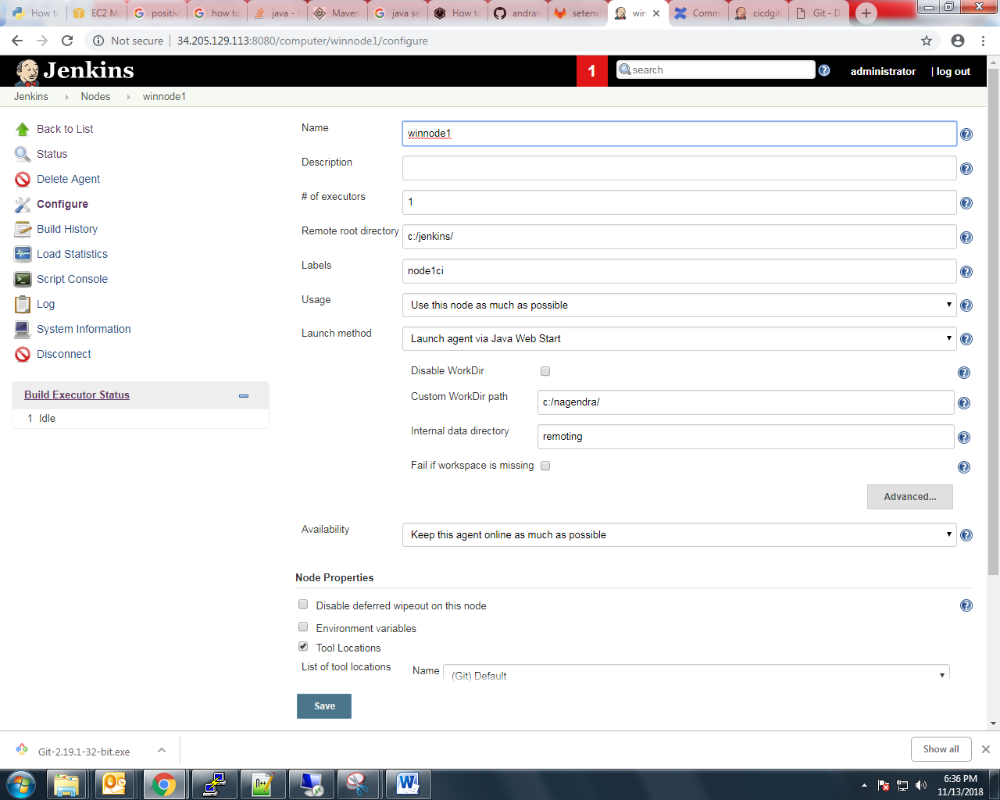 How to
EC2 M
positive
how to
java - S
Maven
java se
How to
andran
setenv
win
Comm
cicdgitl
Git - D
Not secure
34.205.129.113:8080/computer/winnode1/configure
Jenkins
1
search
administrator
| log out
Jenkins
Nodes
winnode1
Back to List
Status
Delete Agent
Configure
Build History
Load Statistics
Script Console
Log
System Information
Disconnect
Build Executor Status
1 Idle
Name
winnode1
Description
# of executors
1
Remote root directory
c:/jenkins/
Labels
node1ci
Usage
Use this node as much as possible
Launch method
Launch agent via Java Web Start
Disable WorkDir
Custom WorkDir path
c:/nagendra/
Internal data directory
remoting
Fail if workspace is missing
Advanced...
Availability
Keep this agent online as much as possible
Node Properties
Disable deferred wipeout on this node
Environment variables
Tool Locations
List of tool locations
Name
(Git) Default
Save
Git-2.19.1-32-bit.exe
Show all
6:36 PM
11/13/2018